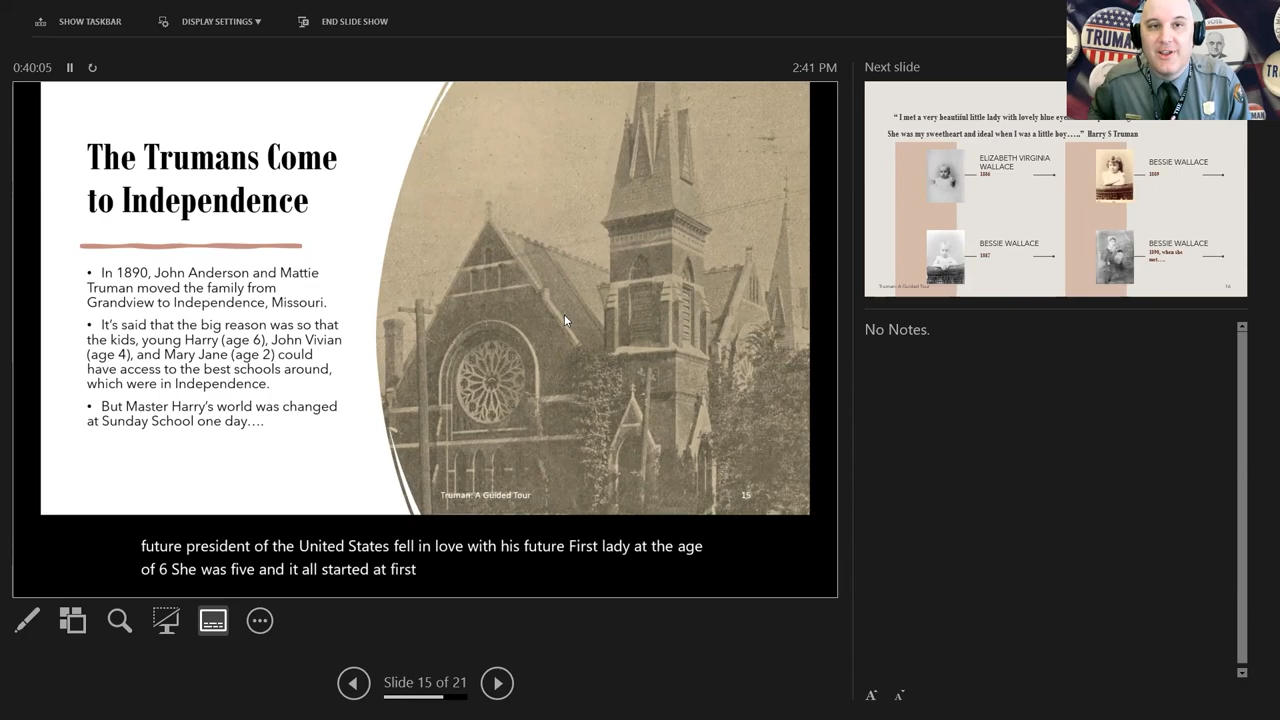 SHOW TASKBAR
DISPLAY SETTINGS ▼
END SLIDE SHOW
0:40:05
2:41 PM
The Trumans Come
to Independence
• In 1890, John Anderson and Mattie
Truman moved the family from
Grandview to Independence, Missouri.
• It's said that the big reason was so that
the kids, young Harry (age 6), John Vivian
(age 4), and Mary Jane (age 2) could
have access to the best schools around,
which were in Independence.
• But Master Harry's world was changed
at Sunday School one day….
Truman: A Guided Tour
15
future president of the United States fell in love with his future First lady at the age
of 6 She was five and it all started at first
Slide 15 of 21
Next slide
TRUMAN
VOTE
“ I met a very beautiful little lady with lovely blue
She was my sweetheart and ideal when I was a little boy…..” Harry S Truman
ELIZABETH VIRGINIA
WALLACE
1886
BESSIE WALLACE
1889
BESSIE WALLACE
1887
BESSIE WALLACE
1890, when she
met….
Truman: A Guided Tour
16
No Notes.
A A